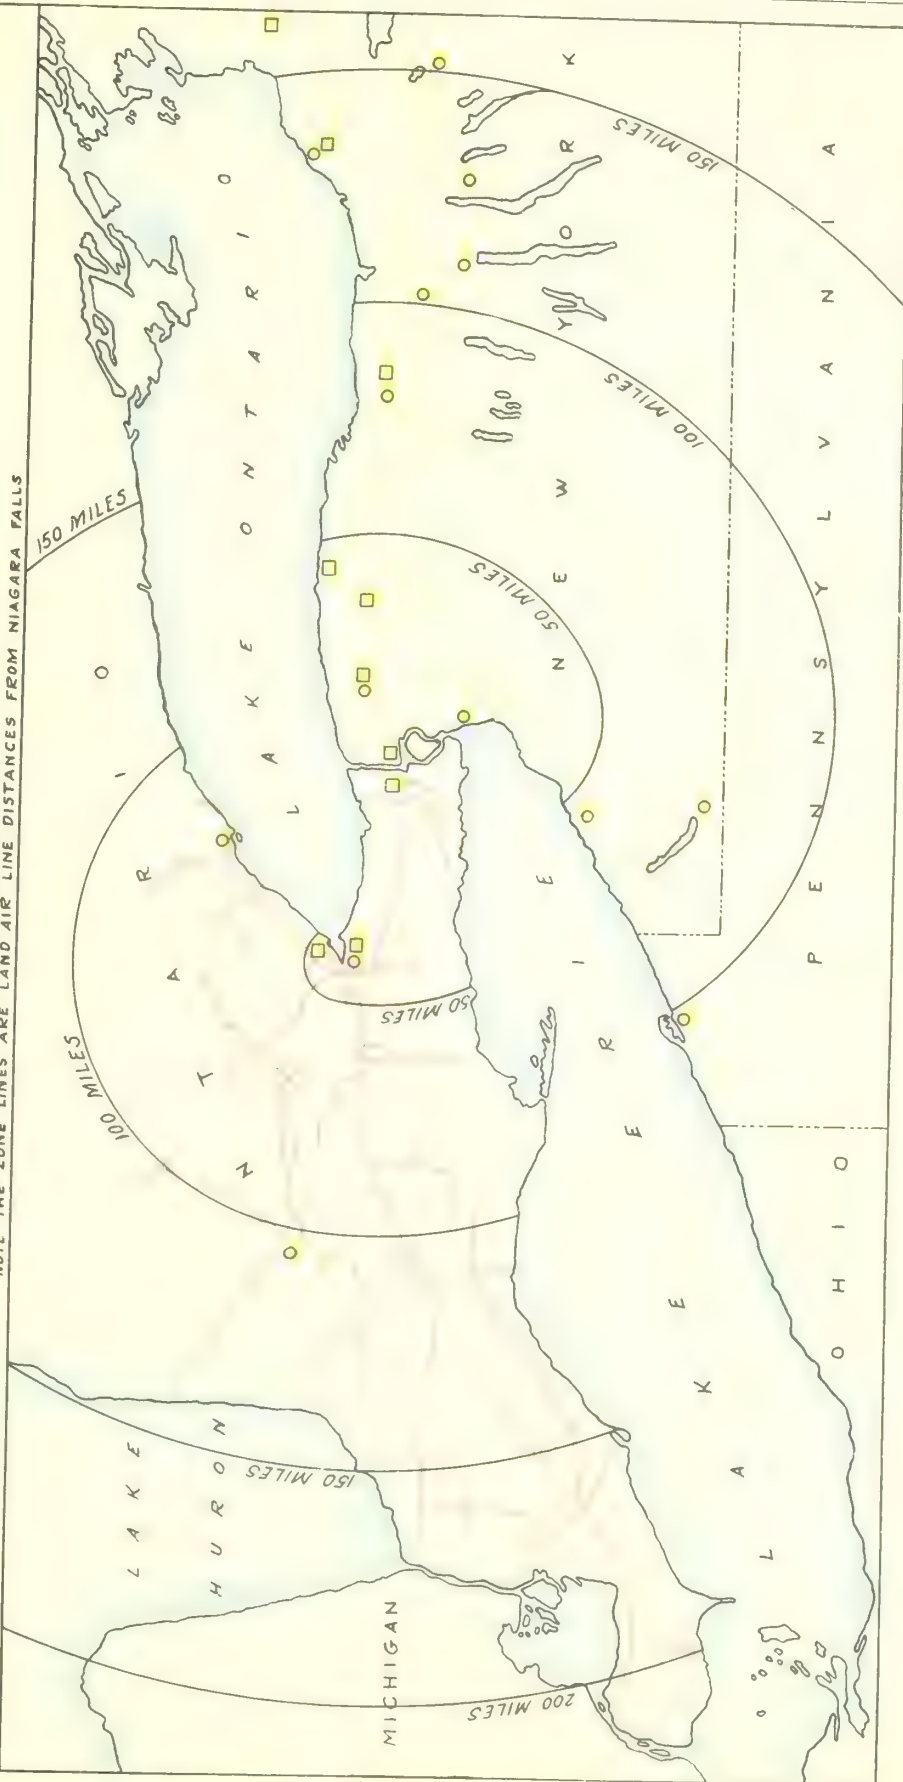 NOTE - THE ZONE LINES ARE LAND AIR LINE DISTANCES FROM NIAGARA FALLS
150 MILES
100 MILES
50 MILES
ONTARIO
LAKE ONTARIO
LAKE
HURON
150 MILES
200 MILES
MICHIGAN
LAKE ERIE
50 MILES
100 MILES
150 MILES
NEW YORK
PENNSYLVANIA
OHIO